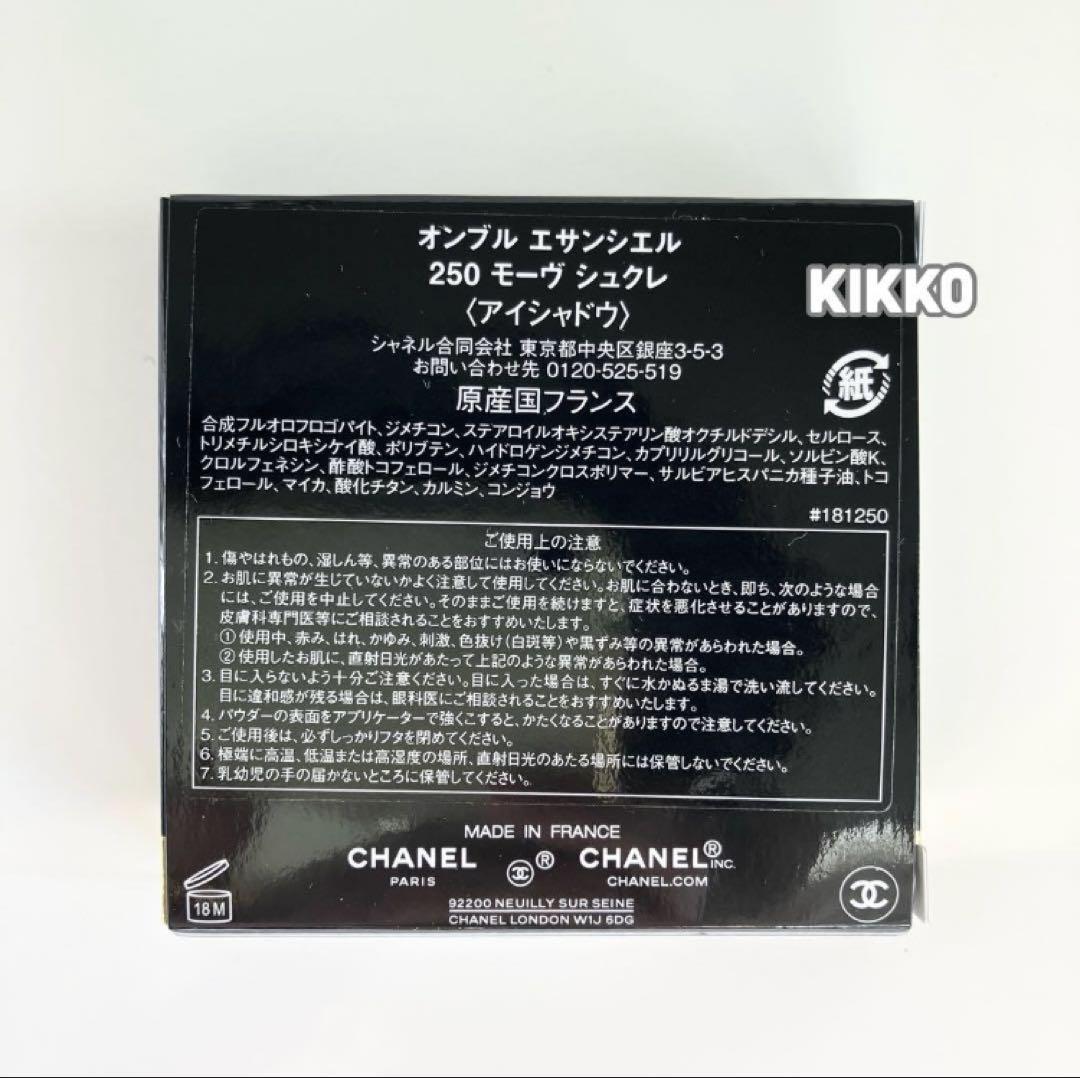 オンブル エサンシエル
250 モーヴ シュクレ
〈アイシャドウ〉
KIKKO
シャネル合同会社 東京都中央区銀座3-5-3
お問い合わせ先 0120-525-519
紙
原産国フランス
合成フルオロフロゴパイト、ジメチコン、ステアロイルオキシステアリン酸オクチルドデシル、セルロース、
トリメチルシロキシケイ酸、ポリブテン、ハイドロゲンジメチコン、カプリリルグリコール、ソルビン酸K、
クロルフェネシン、酢酸トコフェロール、ジメチコンクロスポリマー、サルビアヒスパニカ種子油、トコ
フェロール、マイカ、酸化チタン、カルミン、コンジョウ
#181250
ご使用上の注意
1. 傷やはれもの、湿しん等、異常のある部位にはお使いにならないでください。
2. お肌に異常が生じていないかよく注意して使用してください。お肌に合わないとき、即ち、次のような場合
には、ご使用を中止してください。そのままご使用を続けますと、症状を悪化させることがありますので、
皮膚科専門医等にご相談されることをおすすめいたします。
①使用中、赤み、はれ、かゆみ、刺激、色抜け(白斑等)や黒ずみ等の異常があらわれた場合。
②使用したお肌に、直射日光があたって上記のような異常があらわれた場合。
3. 目に入らないよう十分ご注意ください。目に入った場合は、すぐに水かぬるま湯で洗い流してください。
目に違和感が残る場合は、眼科医にご相談されることをおすすめいたします。
4. パウダーの表面をアプリケーターで強くこすると、かたくなることがありますので注意してください。
5. ご使用後は、必ずしっかりフタを閉めてください。
6. 極端に高温、低温または高湿度の場所、直射日光のあたる場所には保管しないでください。
7. 乳幼児の手の届かないところに保管してください。
MADE IN FRANCE
CHANEL ® CHANEL® INC.
PARIS CHANEL.COM
18 M
92200 NEUILLY SUR SEINE
CHANEL LONDON W1J 6DG